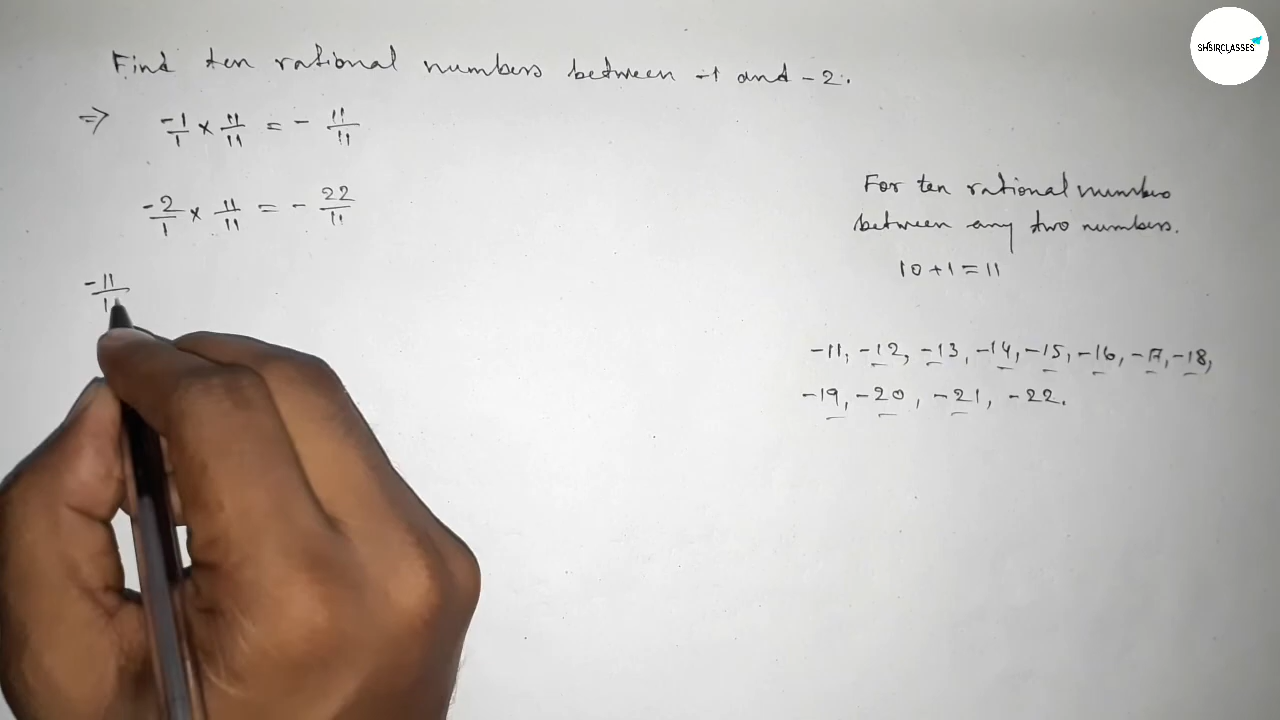 SHSIRCLASSES
Find ten rational numbers between -1 and -2.
⇒ -1/1 × 11/11 = - 11/11
-2/1 × 11/11 = - 22/11
-11/1
For ten rational numbers
between any two numbers.
10 + 1 = 11
-11, -12, -13, -14, -15, -16, -17, -18,
-19, -20, -21, -22.